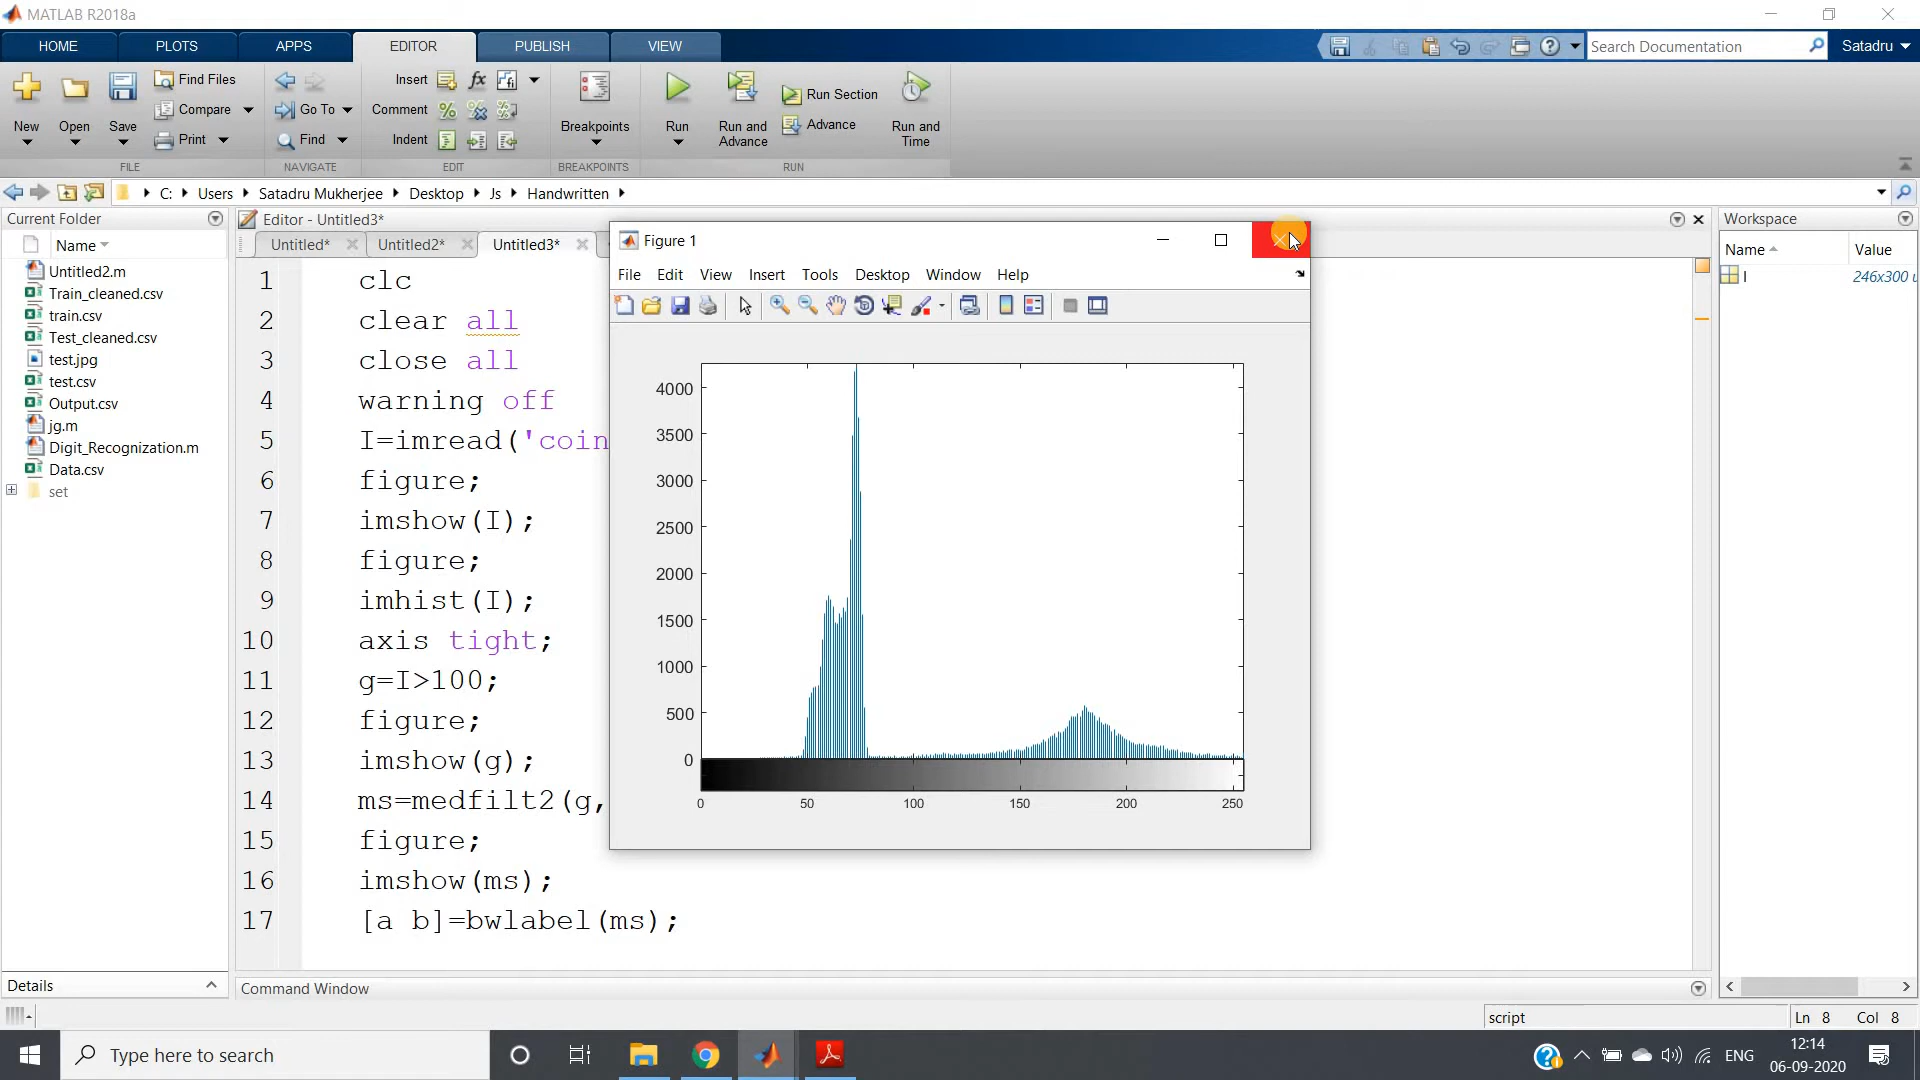 MATLAB R2018a
HOME PLOTS APPS EDITOR PUBLISH VIEW
Search Documentation Satadru
New Open Save Find Files Compare Print
Go To Find
Insert Comment Indent
Breakpoints Run Run and Advance Run Section Advance Run and Time
FILE NAVIGATE EDIT BREAKPOINTS RUN
C: Users Satadru Mukherjee Desktop Js Handwritten
Current Folder
Name
Untitled2.m
Train_cleaned.csv
train.csv
Test_cleaned.csv
test.jpg
test.csv
Output.csv
jg.m
Digit_Recognization.m
Data.csv
set
Details
Editor - Untitled3*
Untitled* Untitled2* Untitled3*
1 clc
2 clear all
3 close all
4 warning off
5 I=imread('coin
6 figure;
7 imshow(I);
8 figure;
9 imhist(I);
10 axis tight;
11 g=I>100;
12 figure;
13 imshow(g);
14 ms=medfilt2(g,
15 figure;
16 imshow(ms);
17 [a b]=bwlabel(ms);
Figure 1
File Edit View Insert Tools Desktop Window Help
4000
3500
3000
2500
2000
1500
1000
500
0
0 50 100 150 200 250
Workspace
Name Value
I 246x300 u
Command Window
script Ln 8 Col 8
Type here to search
ENG
12:14
06-09-2020